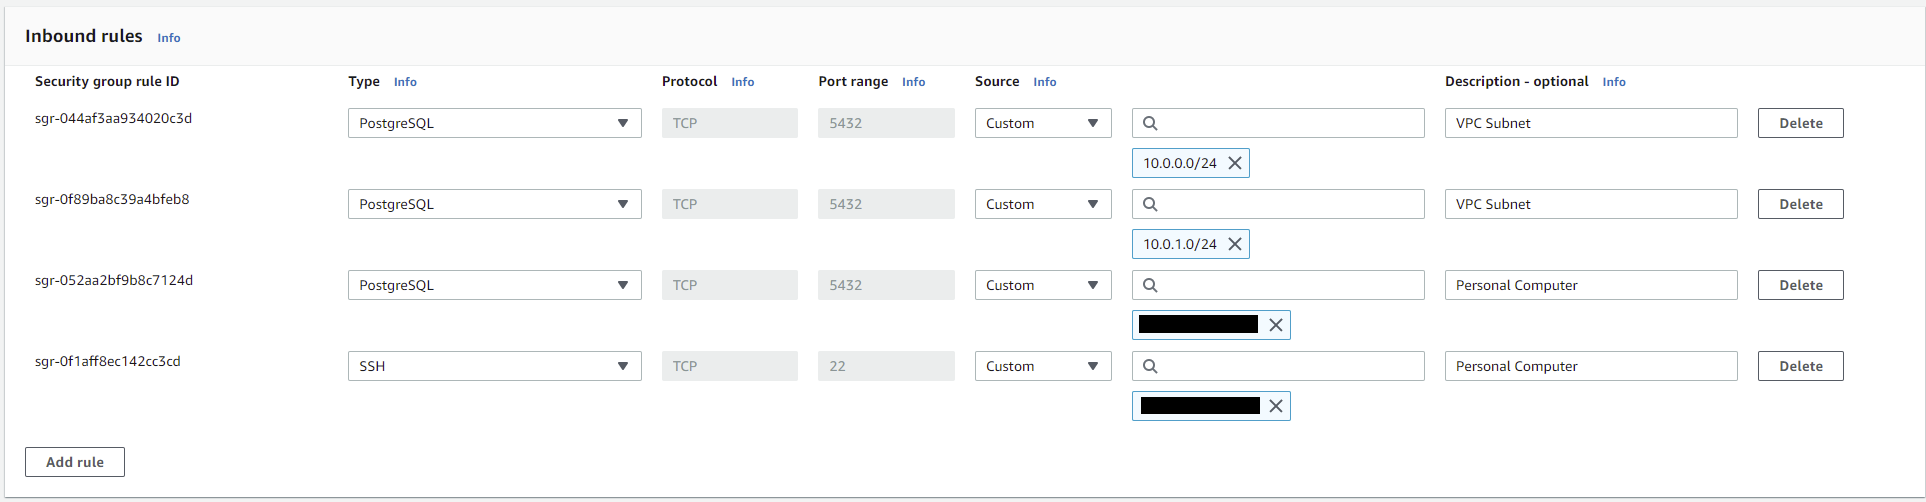 Inbound rules Info
Security group rule ID Type Info Protocol Info Port range Info Source Info Description - optional Info
sgr-044af3aa934020c3d PostgreSQL TCP 5432 Custom VPC Subnet Delete
10.0.0.0/24
sgr-0f89ba8c39a4bfeb8 PostgreSQL TCP 5432 Custom VPC Subnet Delete
10.0.1.0/24
sgr-052aa2bf9b8c7124d PostgreSQL TCP 5432 Custom Personal Computer Delete
sgr-0f1aff8ec142cc3cd SSH TCP 22 Custom Personal Computer Delete
Add rule